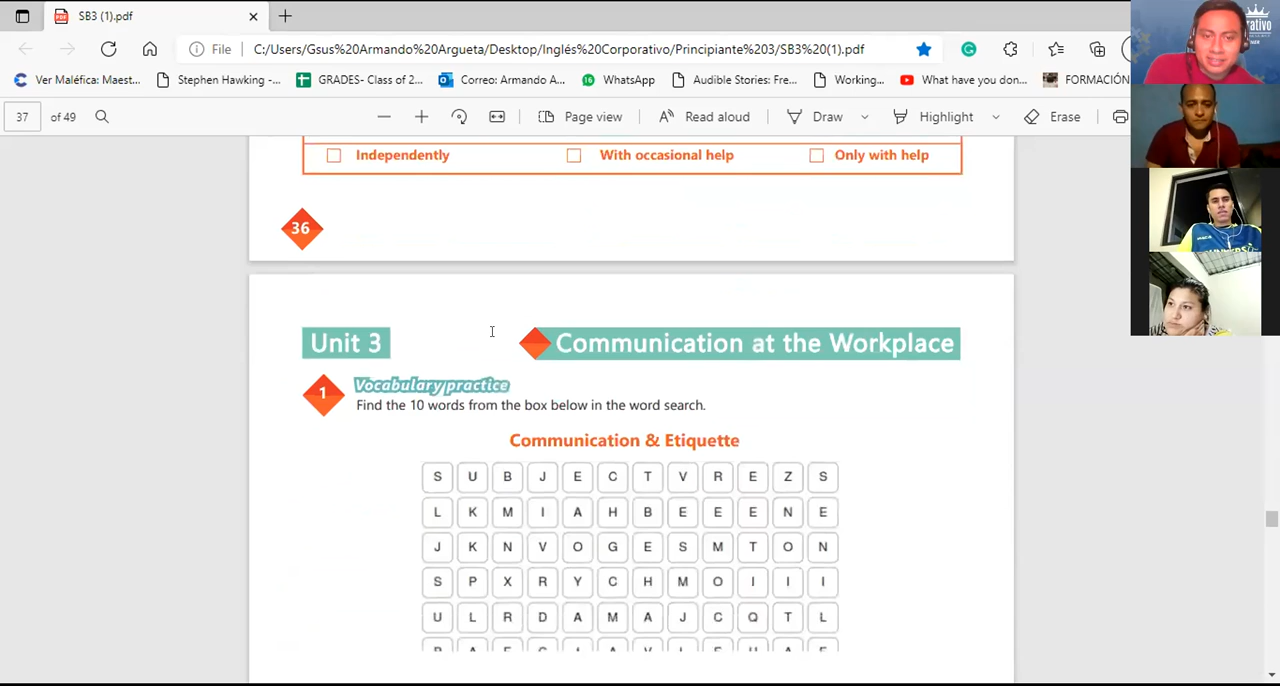 SB3 (1).pdf
File C:/Users/Gsus%20Armando%20Argueta/Desktop/Inglés%20Corporativo/Principiante%203/SB3%20(1).pdf
Ver Maléfica: Maest... Stephen Hawking -... GRADES- Class of 2... Correo: Armando A... WhatsApp Audible Stories: Fre... Working... What have you don... FORMACIÓN
37 of 49 Page view Read aloud Draw Highlight Erase
Independently With occasional help Only with help
36
Unit 3 Communication at the Workplace
1 Vocabulary practice
Find the 10 words from the box below in the word search.
Communication & Etiquette
S U B J E C T V R E Z S
L K M I A H B E E E N E
J K N V O G E S M T O N
S P X R Y C H M O I I I
U L R D A M A J C Q T L